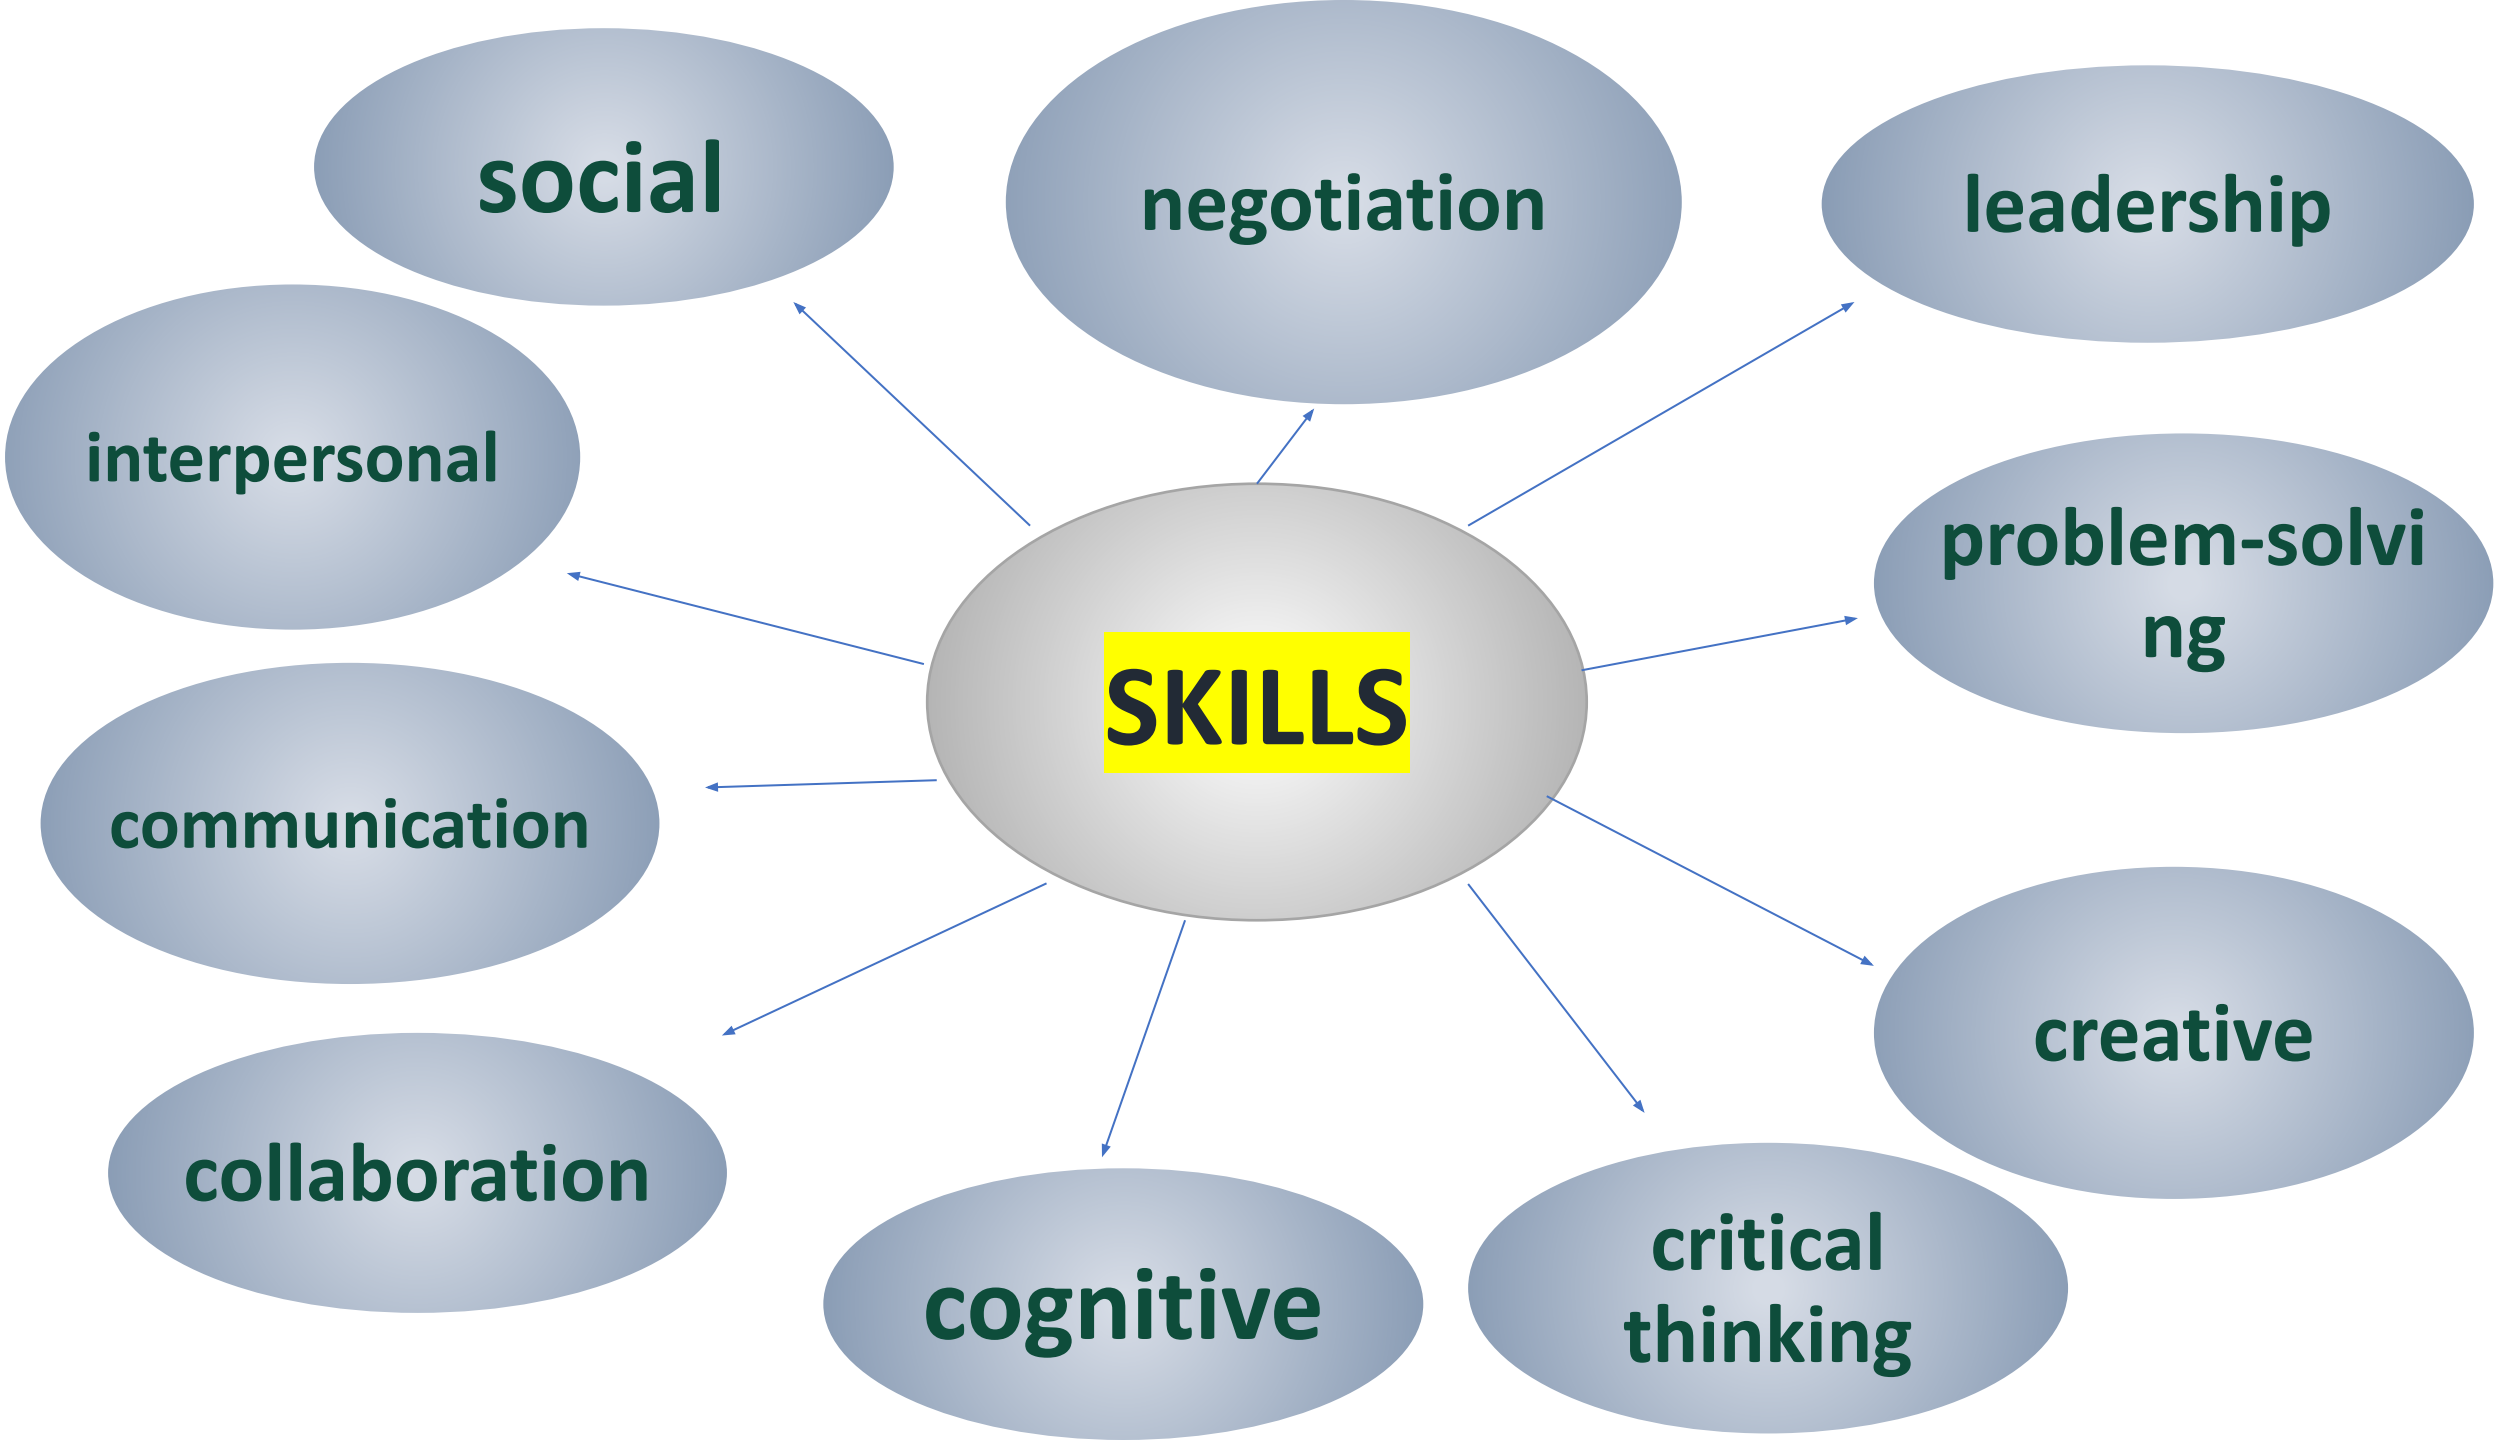 social
negotiation
leadership
interpersonal
problem-solvi
ng
SKILLS
communication
creative
collaboration
critical
thinking
cognitive